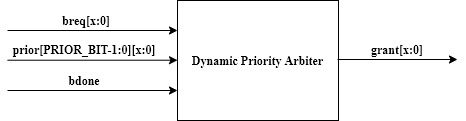 breq[x:0]
prior[PRIOR_BIT-1:0][x:0]
bdone
Dynamic Priority Arbiter
grant[x:0]